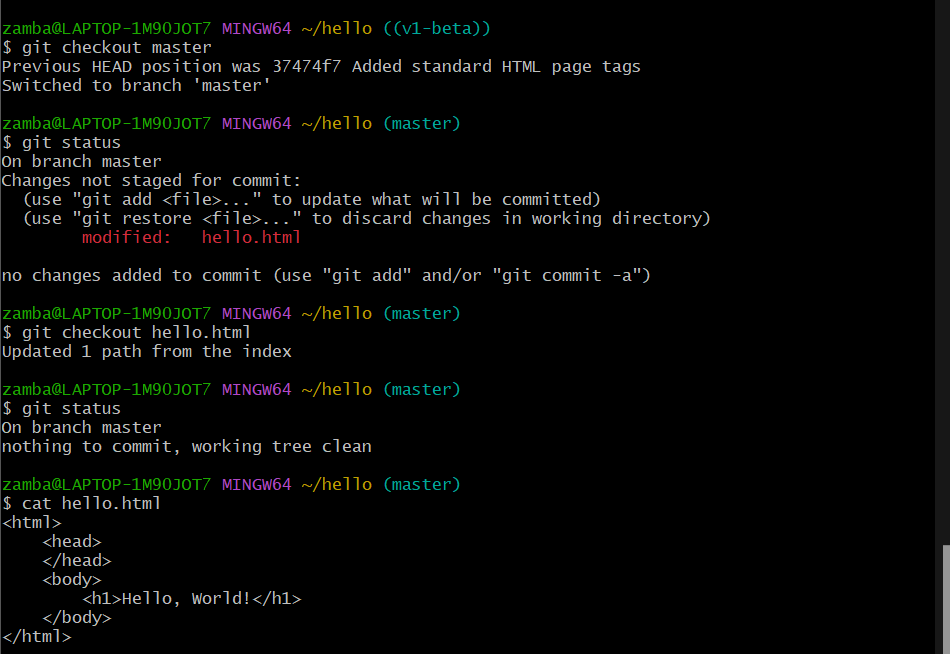 zamba@LAPTOP-1M90JOT7 MINGW64 ~/hello ((v1-beta))
$ git checkout master
Previous HEAD position was 37474f7 Added standard HTML page tags
Switched to branch 'master'

zamba@LAPTOP-1M90JOT7 MINGW64 ~/hello (master)
$ git status
On branch master
Changes not staged for commit:
  (use "git add <file>..." to update what will be committed)
  (use "git restore <file>..." to discard changes in working directory)
        modified:   hello.html

no changes added to commit (use "git add" and/or "git commit -a")

zamba@LAPTOP-1M90JOT7 MINGW64 ~/hello (master)
$ git checkout hello.html
Updated 1 path from the index

zamba@LAPTOP-1M90JOT7 MINGW64 ~/hello (master)
$ git status
On branch master
nothing to commit, working tree clean

zamba@LAPTOP-1M90JOT7 MINGW64 ~/hello (master)
$ cat hello.html
<html>
    <head>
    </head>
    <body>
        <h1>Hello, World!</h1>
    </body>
</html>